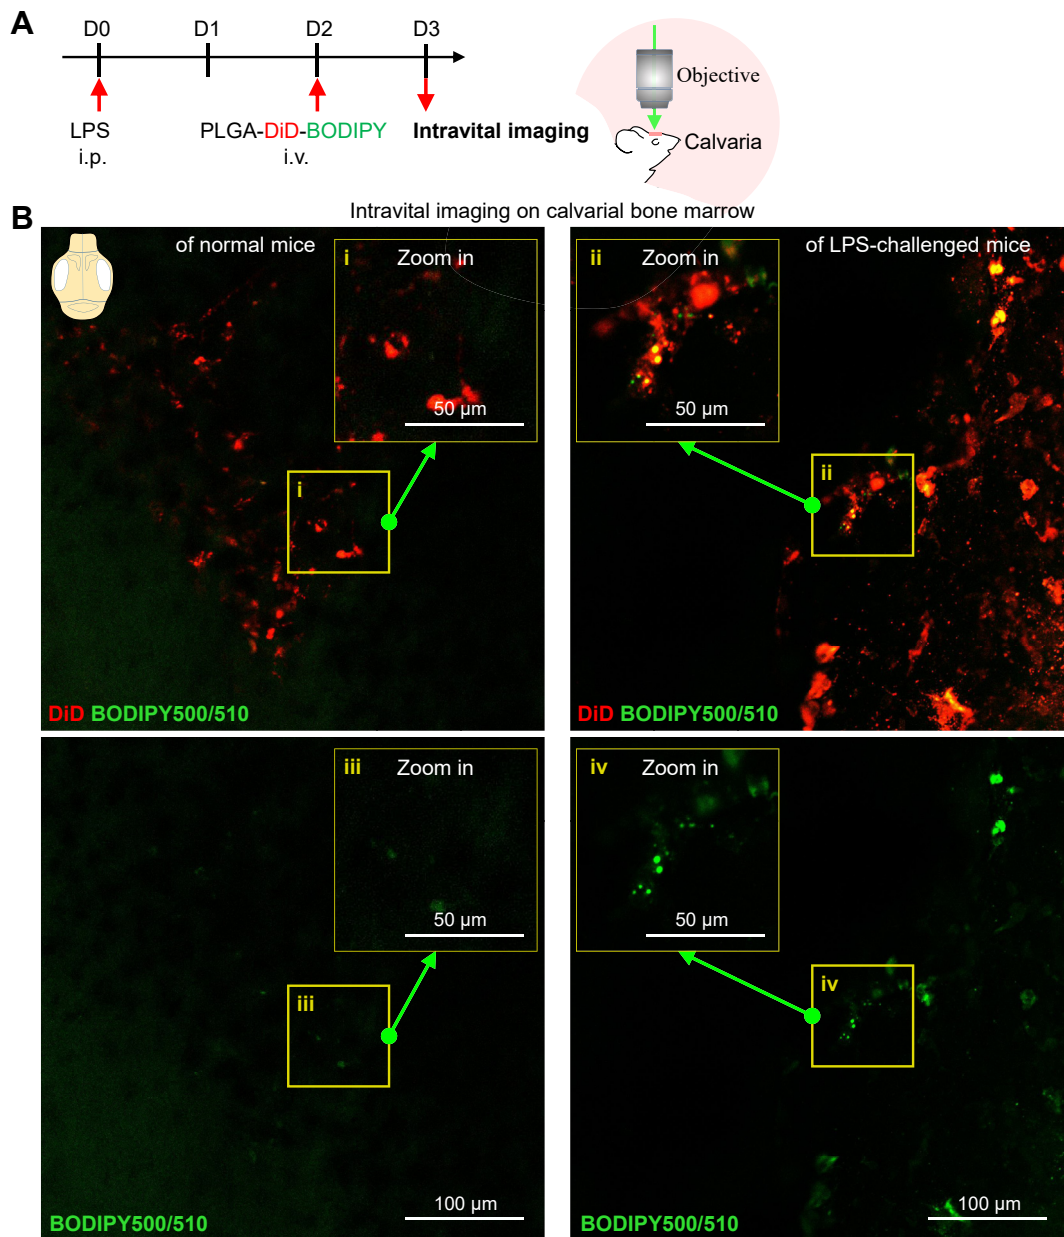 A
D0 D1 D2 D3
LPS
i.p.
PLGA-DiD-BODIPY
i.v.
Intravital imaging
Objective
Calvaria
B
Intravital imaging on calvarial bone marrow
of normal mice
i Zoom in
50 µm
i
DiD BODIPY500/510
of LPS-challenged mice
ii Zoom in
50 µm
ii
DiD BODIPY500/510
iii Zoom in
50 µm
iii
100 µm
BODIPY500/510
iv Zoom in
50 µm
iv
100 µm
BODIPY500/510